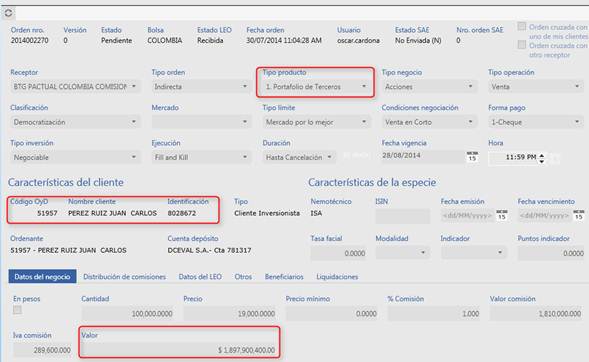 Orden nro. Versión Estado Bolsa Estado LEO Fecha orden Usuario Estado SAE Nro. orden SAE Orden cruzada con uno de mis clientes
2014002270 0 Pendiente COLOMBIA Recibida 30/07/2014 11:04:28 AM oscar.cardona No Enviada (N) 0 Orden cruzada con otro receptor
Receptor Tipo orden Tipo producto Tipo negocio Tipo operación
BTG PACTUAL COLOMBIA COMISION Indirecta 1. Portafolio de Terceros Acciones Venta
Clasificación Mercado Tipo límite Condiciones negociación Forma pago
Democratización Mercado por lo mejor Venta en Corto 1-Cheque
Tipo inversión Ejecución Duración Fecha vigencia Hora
Negociable Fill and Kill Hasta Cancelación 28/08/2014 15 11:59 PM
Características del cliente Características de la especie
Código OyD Nombre cliente Identificación Tipo Nemotécnico ISIN Fecha emisión Fecha vencimiento
51957 PEREZ RUIZ JUAN CARLOS 8028672 Cliente Inversionista ISA <dd/MM/yyyy> 15 <dd/MM/yyyy> 15
Ordenante Cuenta depósito Tasa facial Modalidad Indicador Puntos indicador
51957 - PEREZ RUIZ JUAN CARLOS DCEVAL S.A.- Cta 781317 0.0000 0.0000
Datos del negocio Distribución de comisiones Datos del LEO Otros Beneficiarios Liquidaciones
En pesos Cantidad Precio Precio mínimo % Comisión Valor comisión
100,000.0000 19,000.0000 0.0000 1.000 1,810,000.000
Iva comisión Valor
289,600.000 $ 1,897,900,400.00